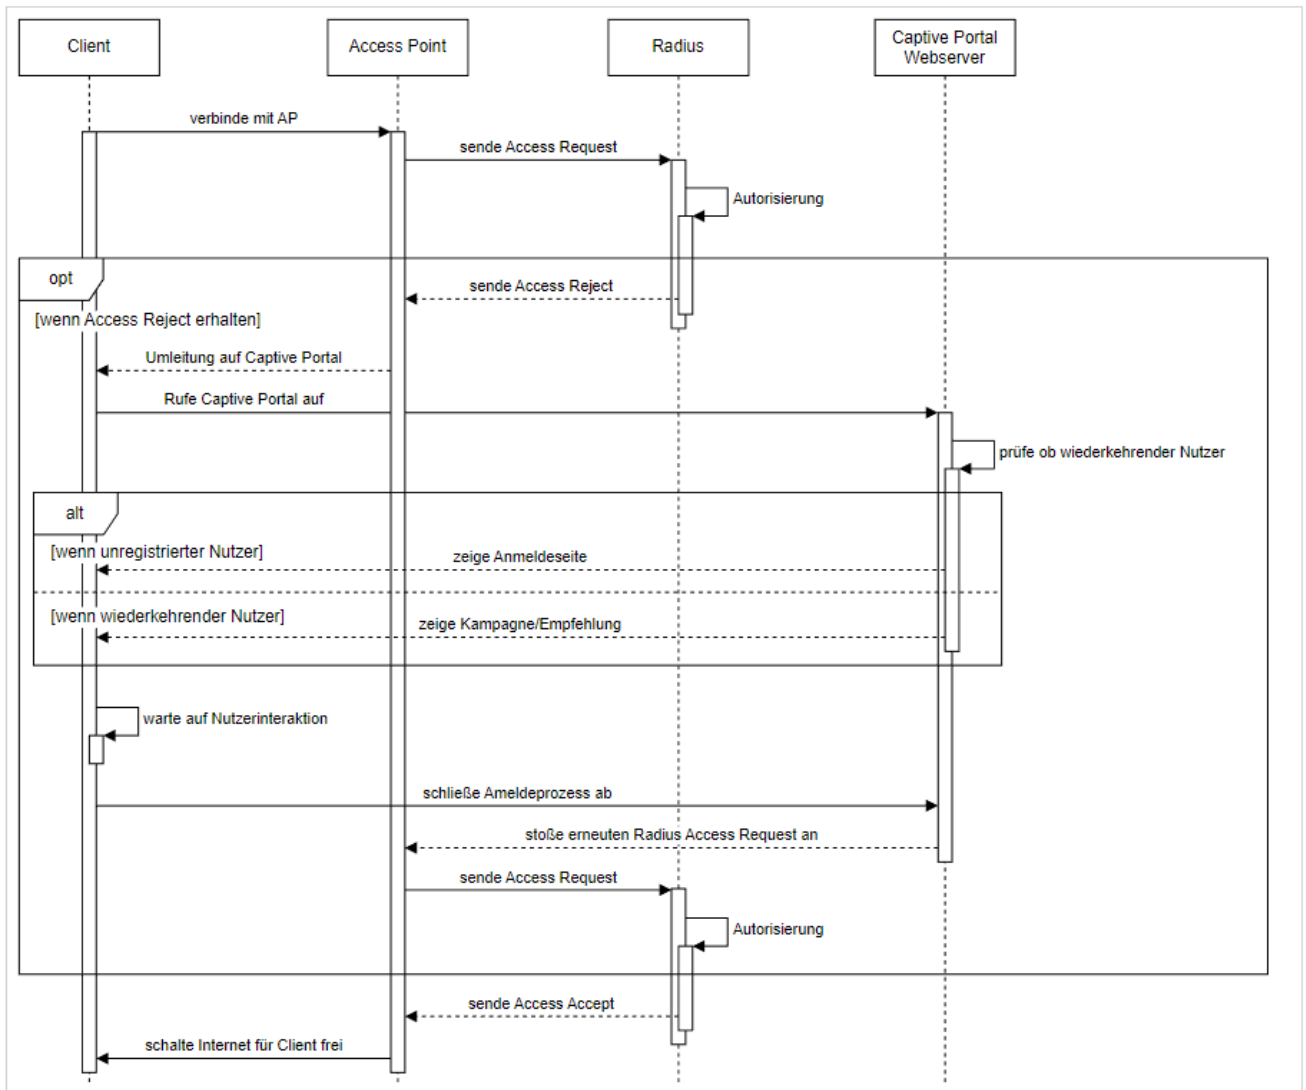 Client
Access Point
Radius
Captive Portal
Webserver
verbinde mit AP
sende Access Request
Autorisierung
opt
sende Access Reject
[wenn Access Reject erhalten]
Umleitung auf Captive Portal
Rufe Captive Portal auf
prüfe ob wiederkehrender Nutzer
alt
[wenn unregistrierter Nutzer]
zeige Anmeldeseite
[wenn wiederkehrender Nutzer]
zeige Kampagne/Empfehlung
warte auf Nutzerinteraktion
schließe Ameldeprozess ab
stoße erneuten Radius Access Request an
sende Access Request
Autorisierung
sende Access Accept
schalte Internet für Client frei